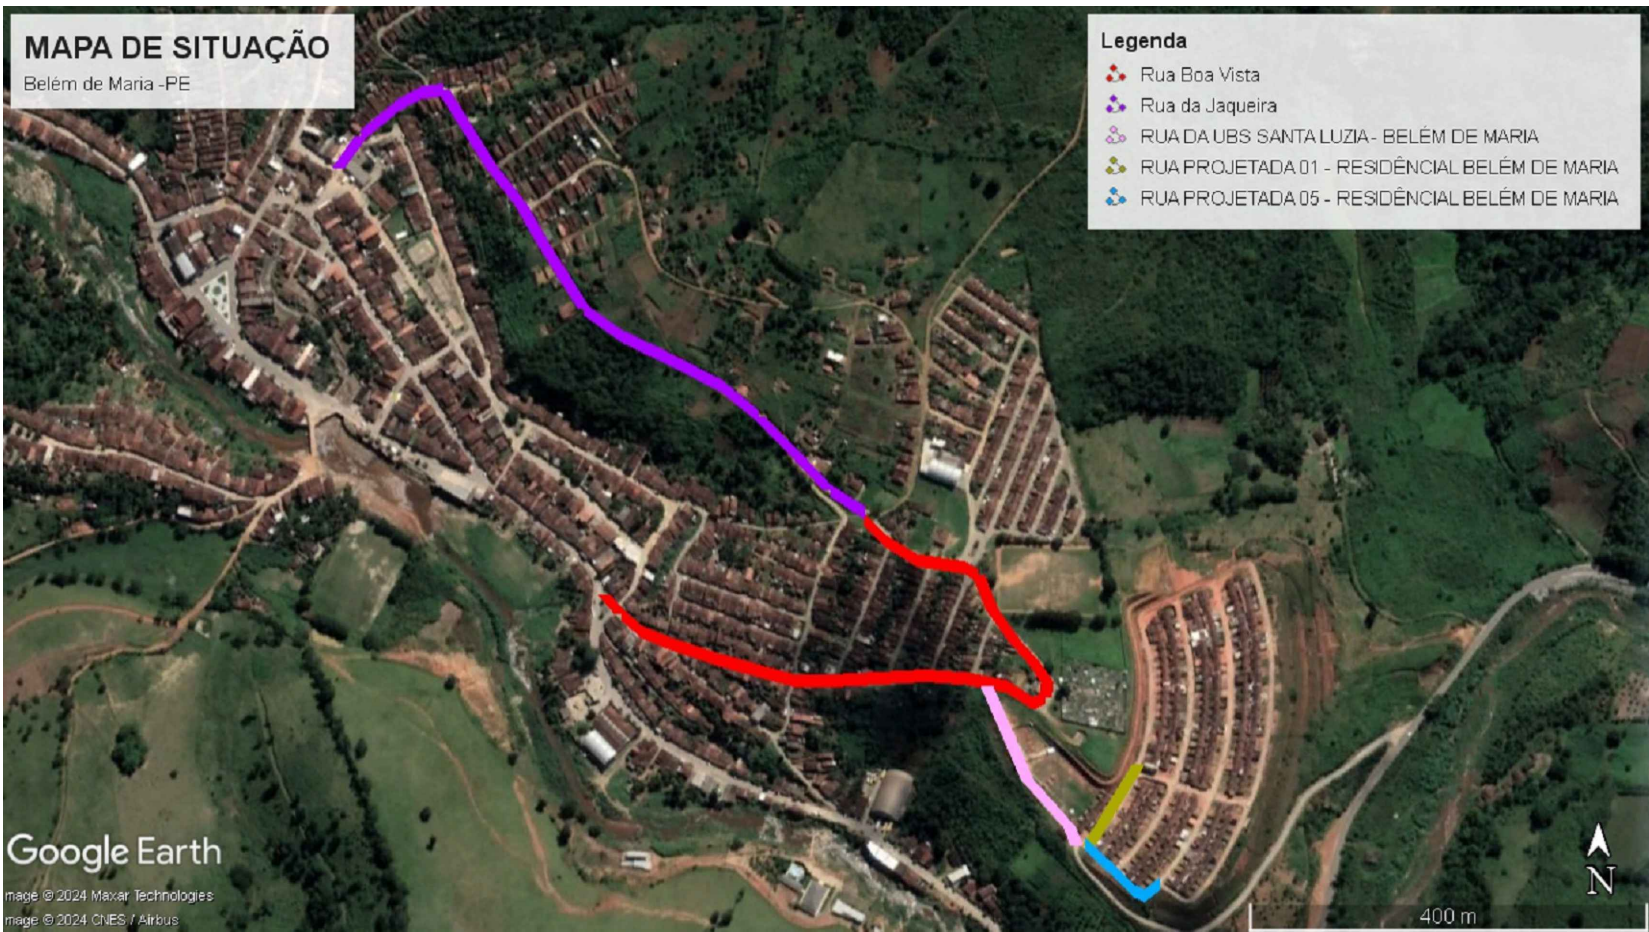 MAPA DE SITUAÇÃO
Belém de Maria -PE
Legenda
Rua Boa Vista
Rua da Jaqueira
RUA DA UBS SANTA LUZIA - BELÉM DE MARIA
RUA PROJETADA 01 - RESIDÊNCIAL BELÉM DE MARIA
RUA PROJETADA 05 - RESIDÊNCIAL BELÉM DE MARIA
Google Earth
mage © 2024 Maxar Technologies
mage © 2024 CNES / Airbus
N
400 m